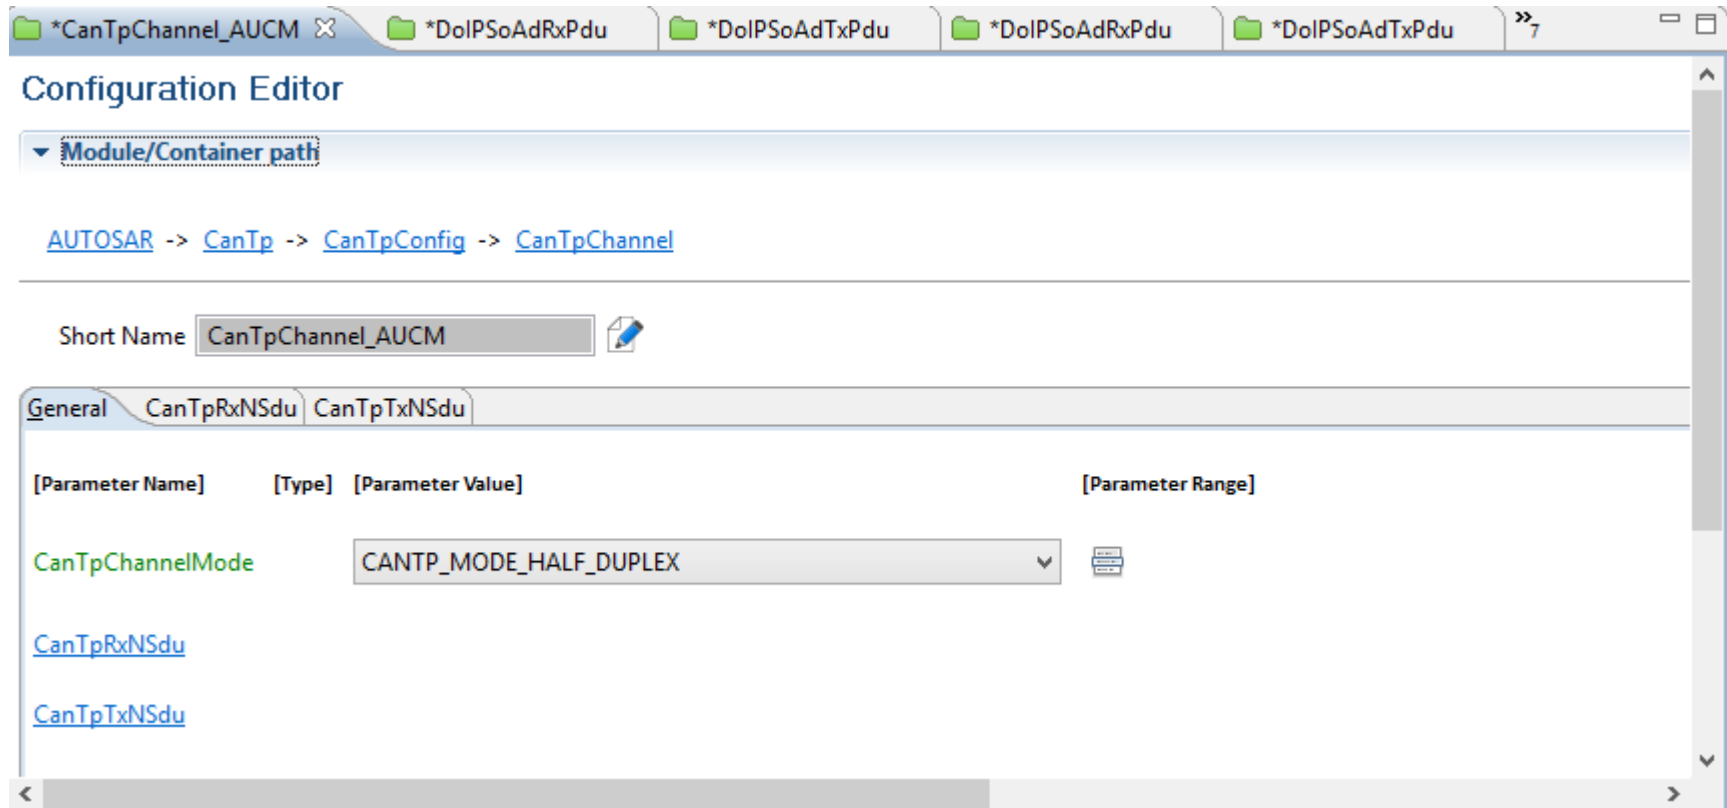 *CanTpChannel_AUCM *DoIPSoAdRxPdu *DoIPSoAdTxPdu *DoIPSoAdRxPdu *DoIPSoAdTxPdu »7
Configuration Editor
Module/Container path
AUTOSAR -> CanTp -> CanTpConfig -> CanTpChannel
Short Name CanTpChannel_AUCM
General CanTpRxNSdu CanTpTxNSdu
[Parameter Name] [Type] [Parameter Value] [Parameter Range]
CanTpChannelMode CANTP_MODE_HALF_DUPLEX
CanTpRxNSdu
CanTpTxNSdu